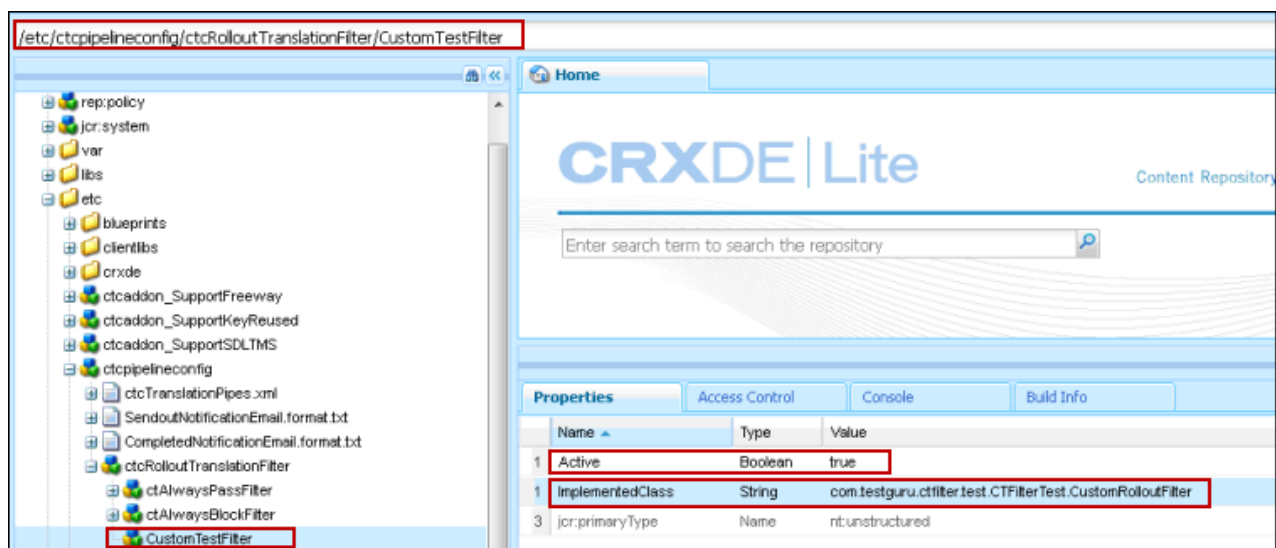 /etc/ctcpipelineconfig/ctcRolloutTranslationFilter/CustomTestFilter
rep:policy
jcr:system
var
libs
etc
blueprints
clientlibs
crxde
ctcaddon_SupportFreeway
ctcaddon_SupportKeyReused
ctcaddon_SupportSDLTMS
ctcpipelineconfig
ctcTranslationPipes.xml
SendoutNotificationEmail.format.txt
CompletedNotificationEmail.format.txt
ctcRolloutTranslationFilter
ctAlwaysPassFilter
ctAlwaysBlockFilter
CustomTestFilter
Home
CRXDE Lite
Content Repository
Enter search term to search the repository
Properties Access Control Console Build Info
Name Type Value
1 Active Boolean true
1 ImplementedClass String com.testguru.ctfilter.test.CTFilterTest.CustomRolloutFilter
3 jcr:primaryType Name nt:unstructured